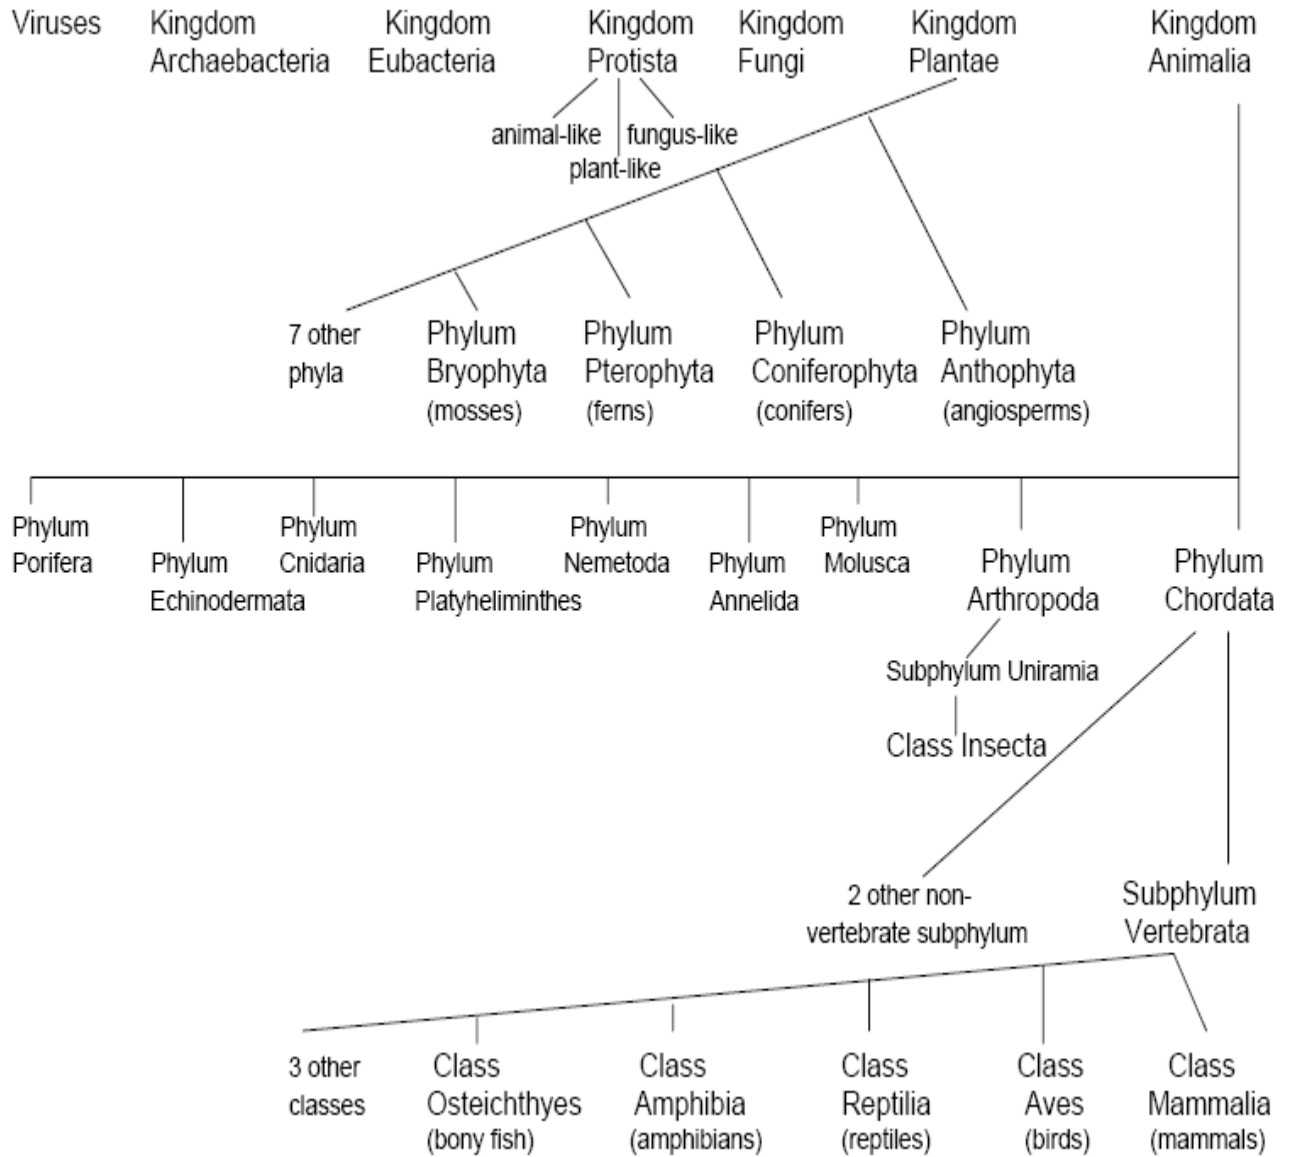 Viruses
Kingdom
Archaebacteria
Kingdom
Eubacteria
Kingdom
Protista
Kingdom
Fungi
Kingdom
Plantae
Kingdom
Animalia
animal-like
plant-like
fungus-like
7 other
phyla
Phylum
Bryophyta
(mosses)
Phylum
Pterophyta
(ferns)
Phylum
Coniferophyta
(conifers)
Phylum
Anthophyta
(angiosperms)
Phylum
Porifera
Phylum
Echinodermata
Phylum
Cnidaria
Phylum
Platyheliminthes
Phylum
Nemetoda
Phylum
Annelida
Phylum
Molusca
Phylum
Arthropoda
Phylum
Chordata
Subphylum Uniramia
Class Insecta
2 other non-
vertebrate subphylum
Subphylum
Vertebrata
3 other
classes
Class
Osteichthyes
(bony fish)
Class
Amphibia
(amphibians)
Class
Reptilia
(reptiles)
Class
Aves
(birds)
Class
Mammalia
(mammals)